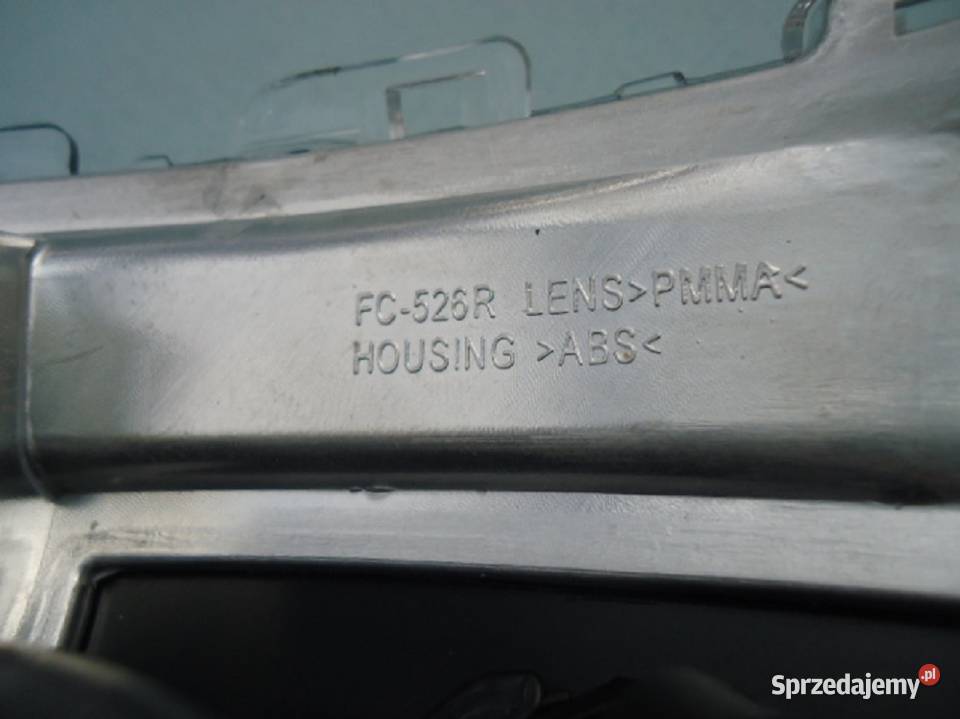 FC-526R LENS>PMMA<
HOUSING >ABS<
Sprzedajemy.pl